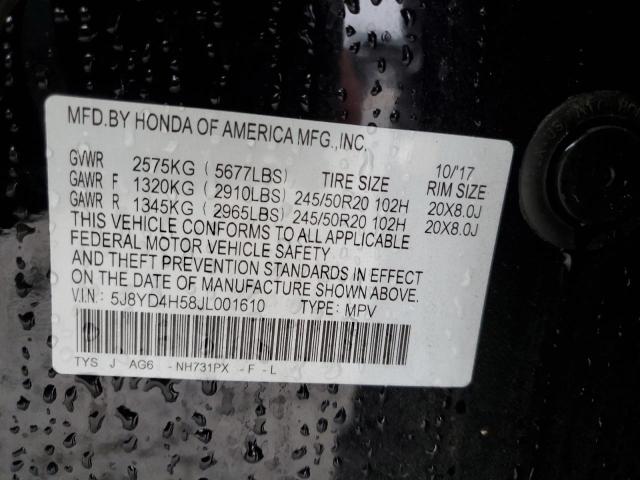 MFD.BY HONDA OF AMERICA MFG.,INC.
10/'17
GVWR 2575KG (5677LBS) TIRE SIZE RIM SIZE
GAWR F 1320KG (2910LBS) 245/50R20 102H 20X8.0J
GAWR R 1345KG (2965LBS) 245/50R20 102H 20X8.0J
THIS VEHICLE CONFORMS TO ALL APPLICABLE
FEDERAL MOTOR VEHICLE SAFETY
AND THEFT PREVENTION STANDARDS IN EFFECT
ON THE DATE OF MANUFACTURE SHOWN ABOVE.
V.I.N.: 5J8YD4H58JL001610 TYPE: MPV
TYS J AG6 -NH731PX -F-L